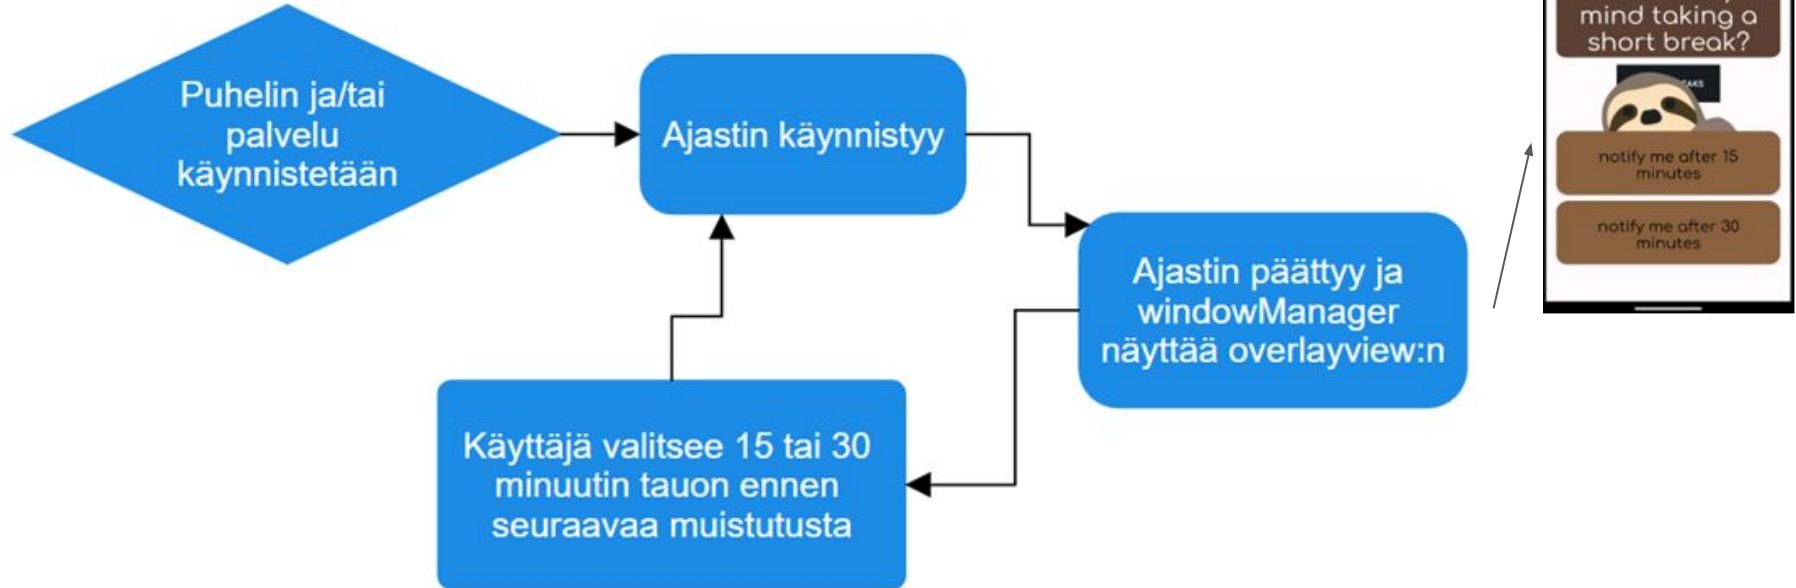 Puhelin ja/tai
palvelu
käynnistetään
Ajastin käynnistyy
Ajastin päättyy ja
windowManager
näyttää overlayview:n
Käyttäjä valitsee 15 tai 30
minuutin tauon ennen
seuraavaa muistutusta
mind taking a
short break?
notify me after 15
minutes
notify me after 30
minutes